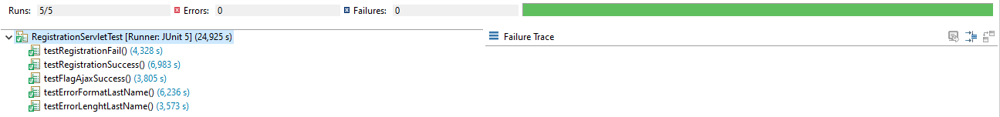 Runs: 5/5 Errors: 0 Failures: 0
RegistrationServletTest [Runner: JUnit 5] (24,925 s)
Failure Trace
testRegistrationFail() (4,328 s)
testRegistrationSuccess() (6,983 s)
testFlagAjaxSuccess() (3,805 s)
testErrorFormatLastName() (6,236 s)
testErrorLenghtLastName() (3,573 s)